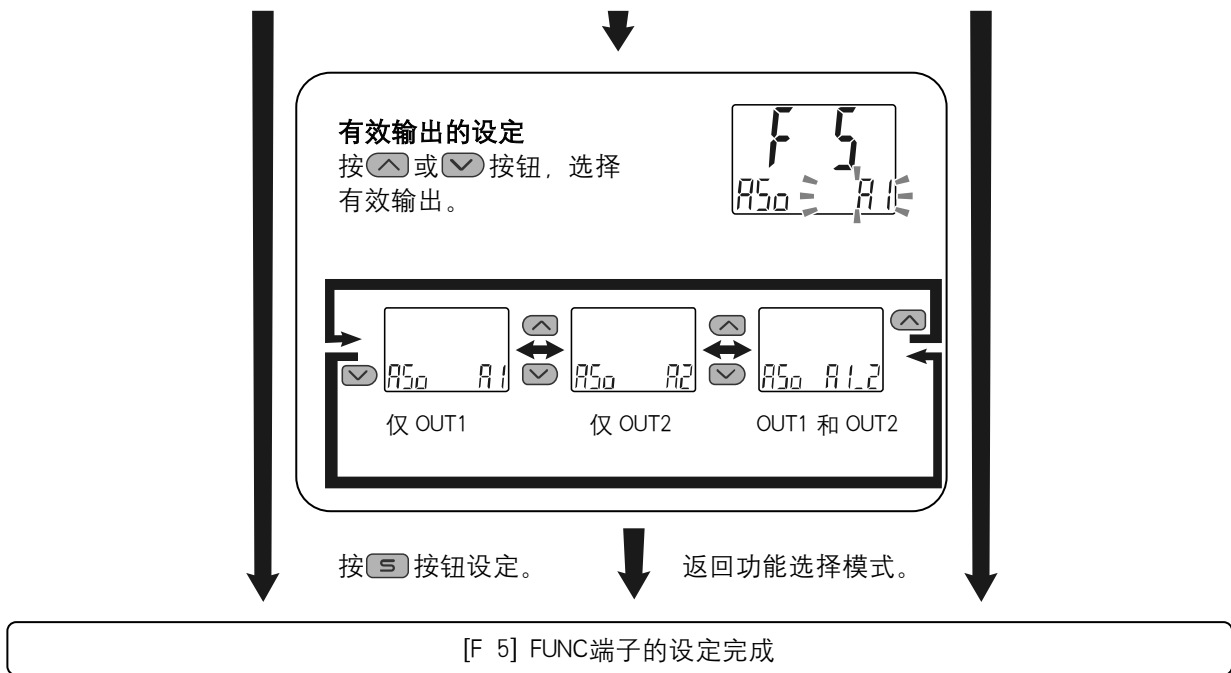 有效输出的设定
按或按钮，选择
有效输出。
F 5
ASo A1
ASo A1
ASo A2
ASo A1_2
仅 OUT1
仅 OUT2
OUT1 和 OUT2
按 S 按钮设定。
返回功能选择模式。
[F 5] FUNC端子的设定完成